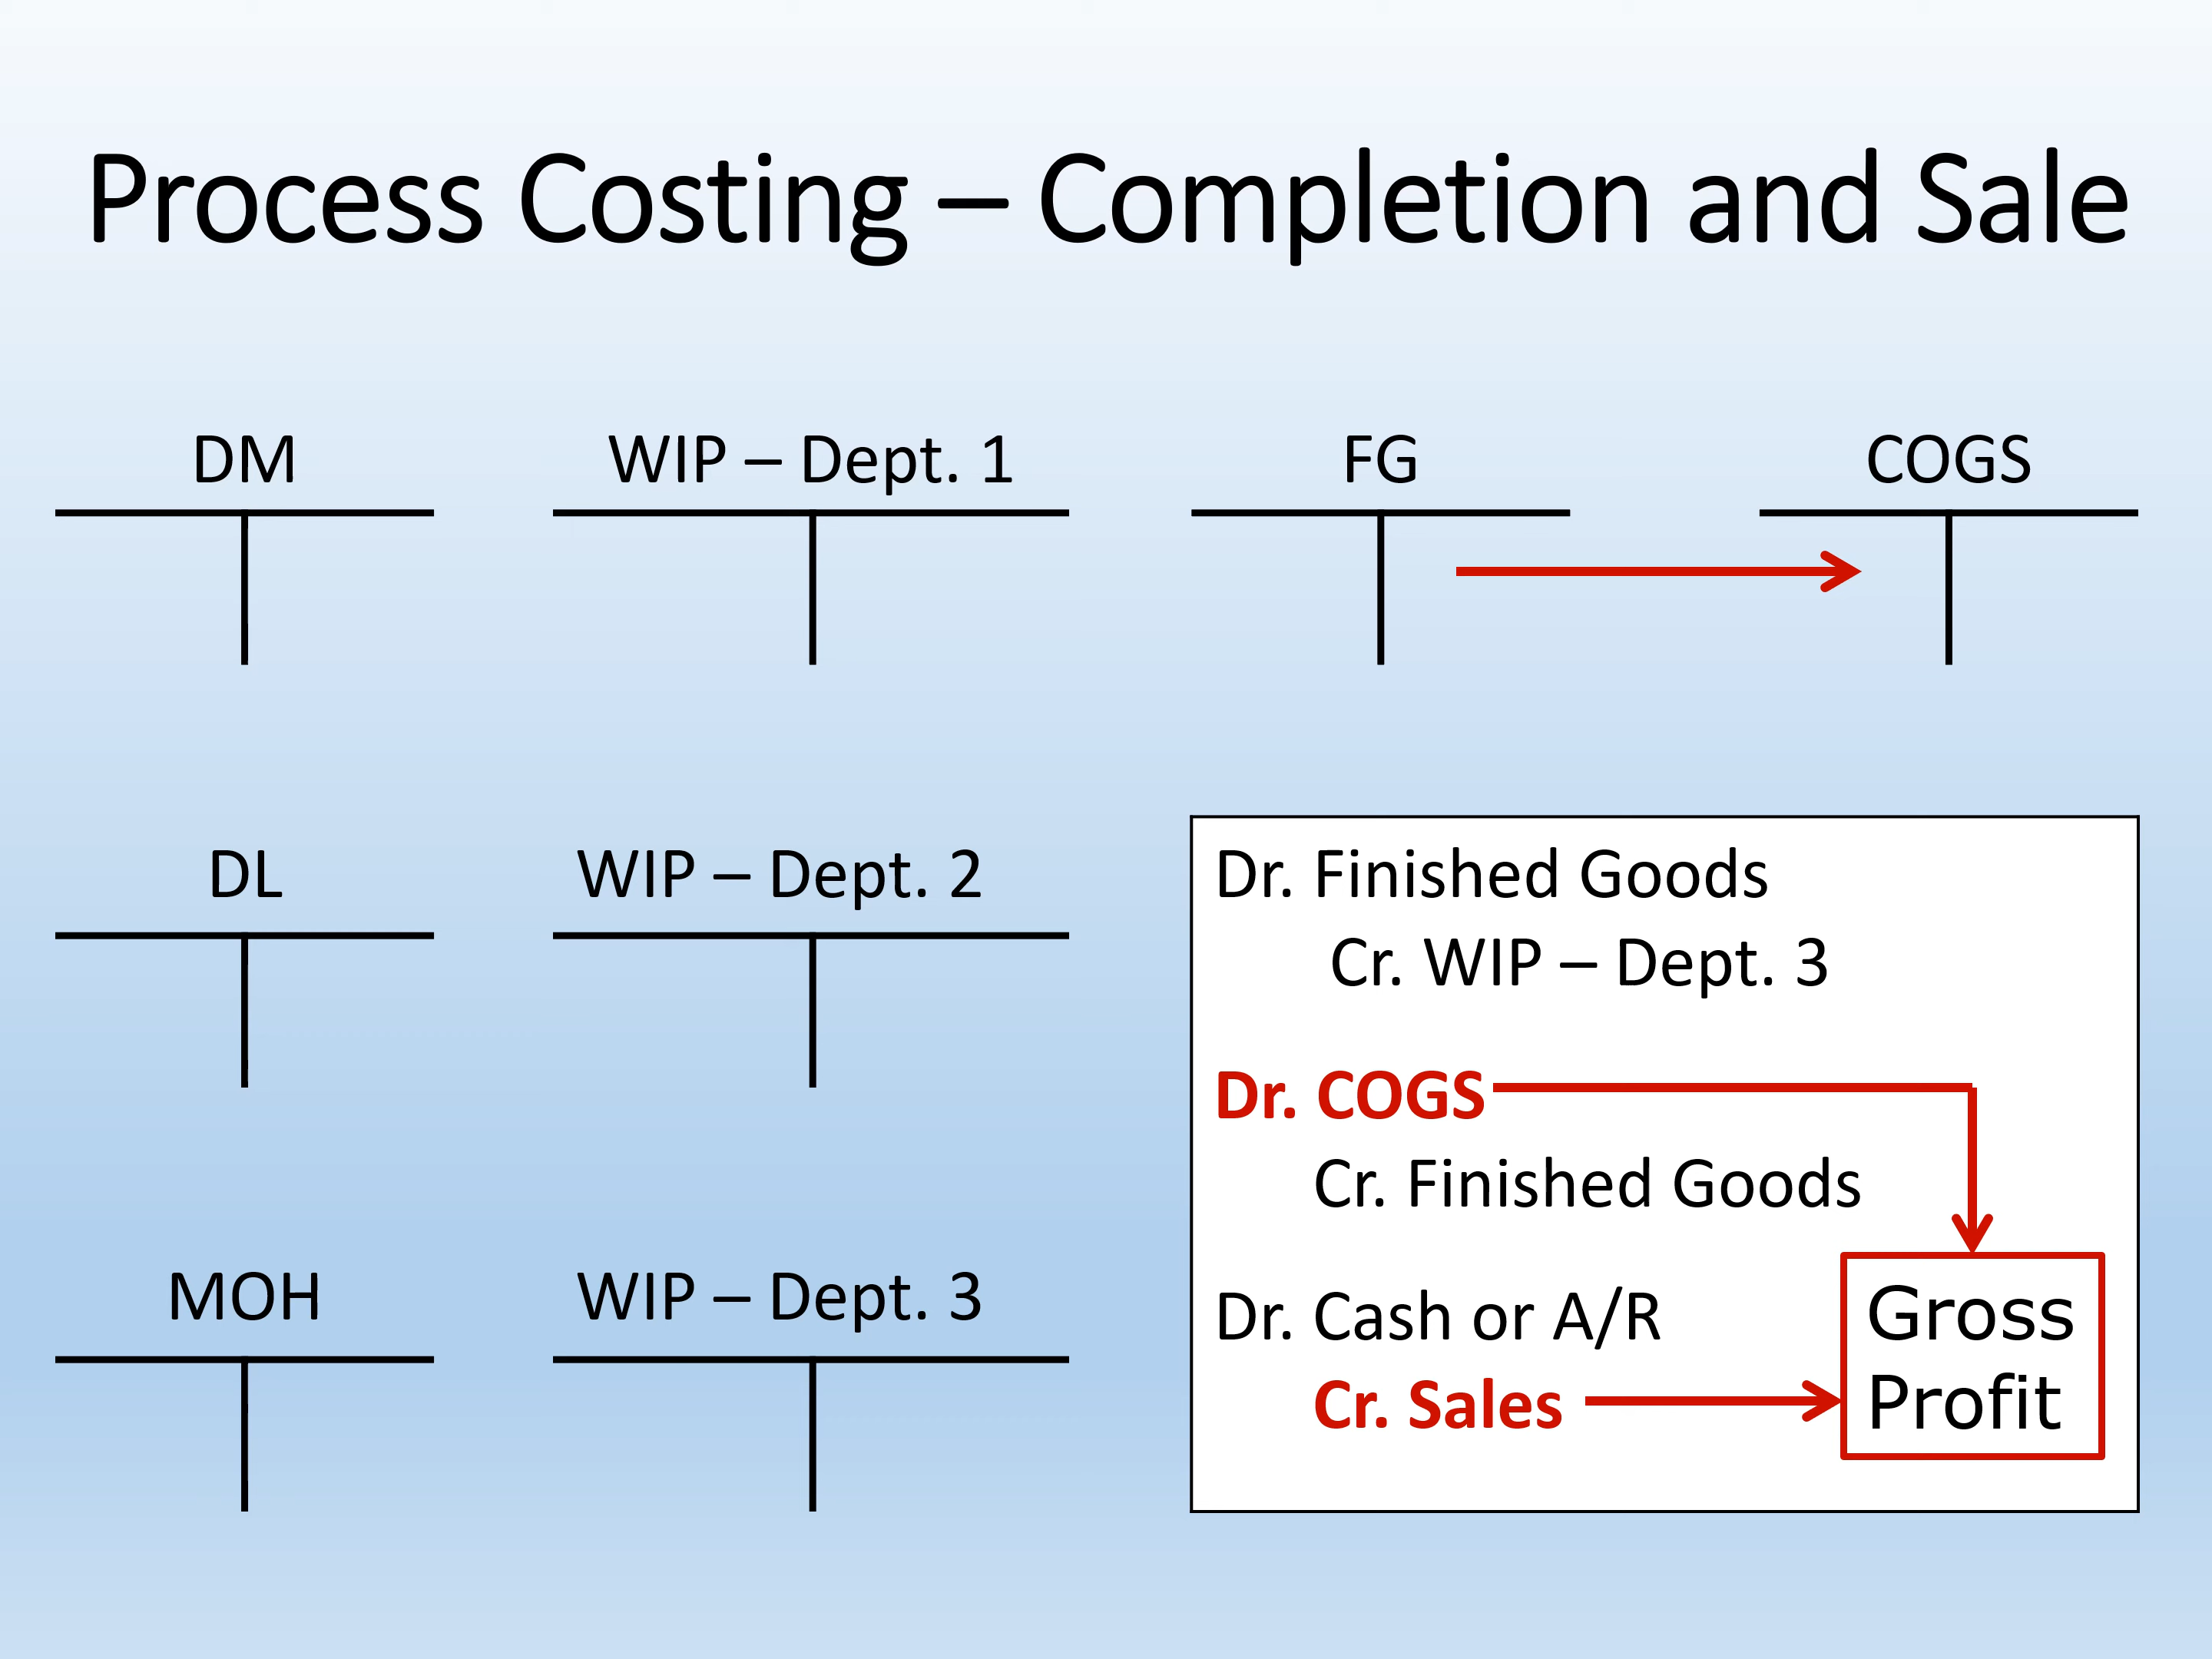 Process Costing – Completion and Sale
DM
WIP – Dept. 1
FG
COGS
DL
WIP – Dept. 2
MOH
WIP – Dept. 3
Dr. Finished Goods
Cr. WIP – Dept. 3
Dr. COGS
Cr. Finished Goods
Dr. Cash or A/R
Cr. Sales
Gross
Profit